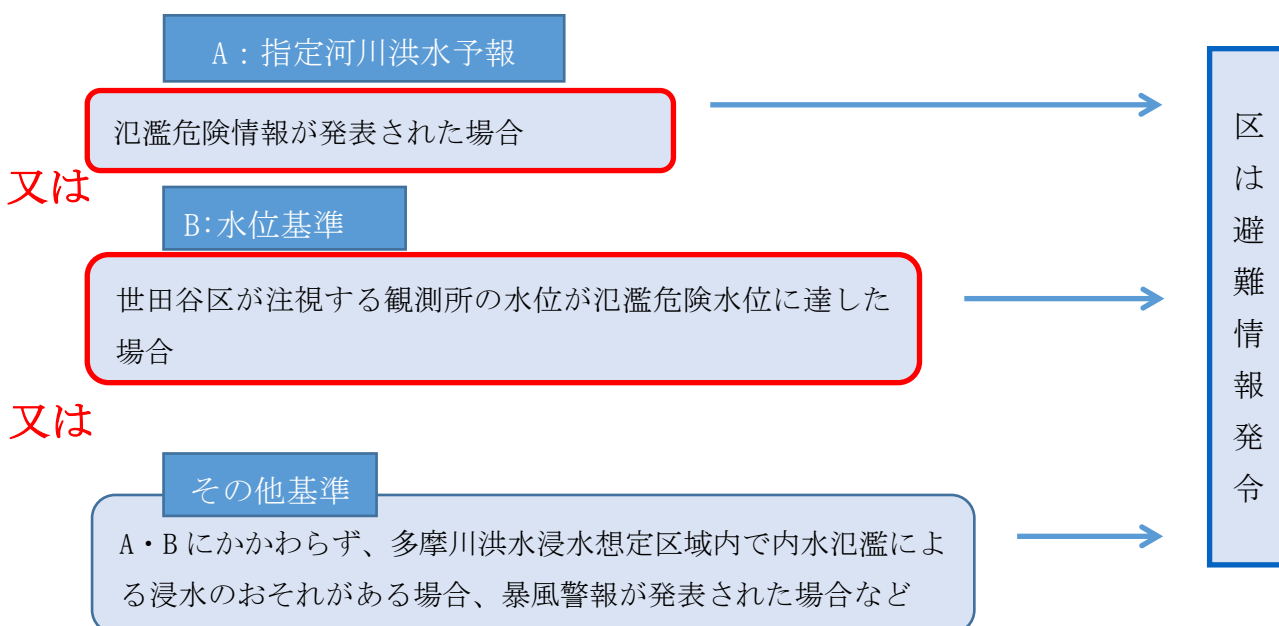 A：指定河川洪水予報
氾濫危険情報が発表された場合
又は
B:水位基準
世田谷区が注視する観測所の水位が氾濫危険水位に達した
場合
又は
その他基準
A・Bにかかわらず、多摩川洪水浸水想定区域内で内水氾濫によ
る浸水のおそれがある場合、暴風警報が発表された場合など
区は避難情報発令